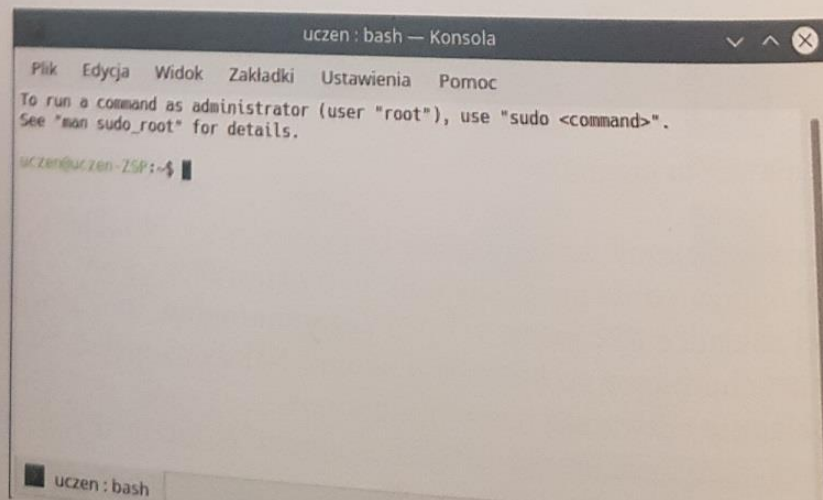 uczen : bash — Konsola
Plik Edycja Widok Zakładki Ustawienia Pomoc
To run a command as administrator (user "root"), use "sudo <command>".
See "man sudo_root" for details.
uczen@uczen-ZSP:~$
uczen : bash